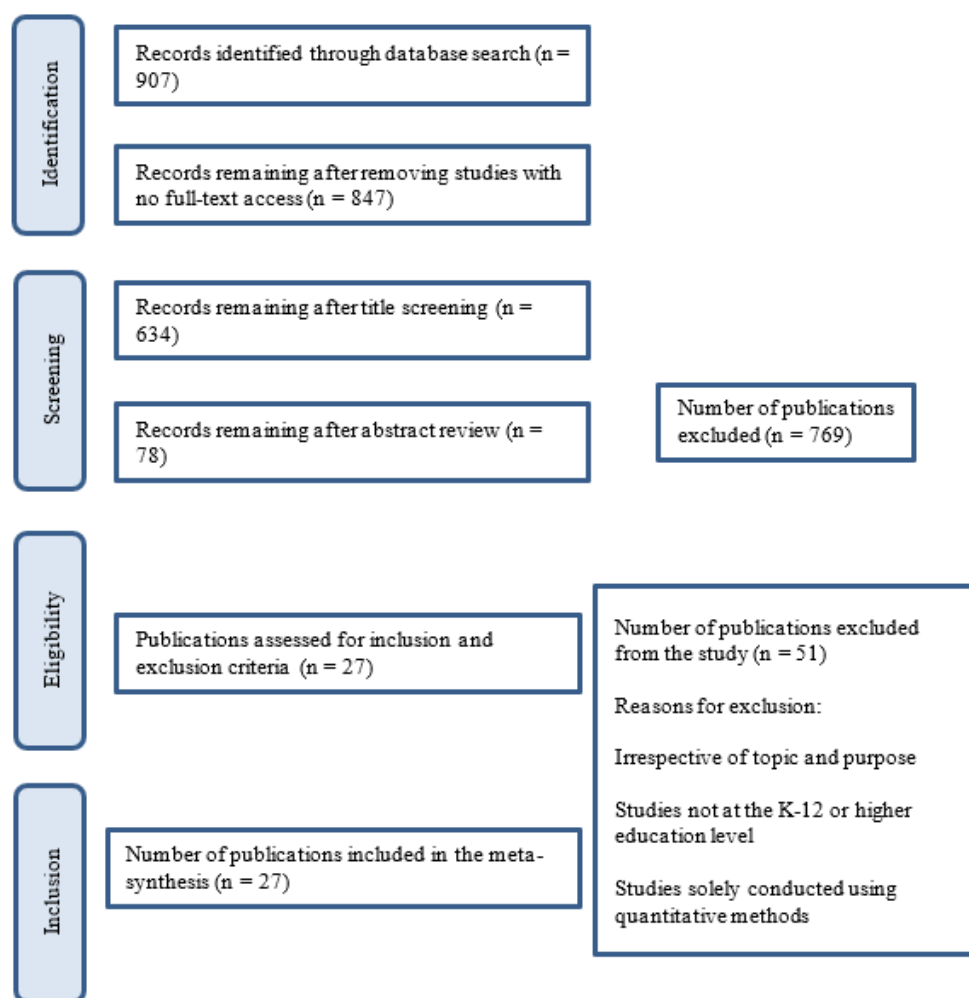 Identification
Records identified through database search (n =
907)
Records remaining after removing studies with
no full-text access (n = 847)
Screening
Records remaining after title screening (n =
634)
Records remaining after abstract review (n =
78)
Number of publications
excluded (n = 769)
Eligibility
Publications assessed for inclusion and
exclusion criteria (n = 27)
Number of publications excluded
from the study (n = 51)
Reasons for exclusion:
Irrespective of topic and purpose
Studies not at the K-12 or higher
education level
Studies solely conducted using
quantitative methods
Inclusion
Number of publications included in the meta-
synthesis (n = 27)